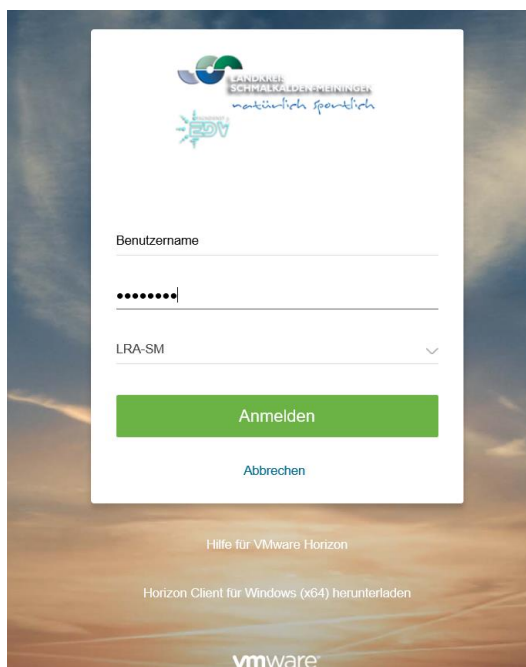 LANDKREIS
SCHMALKALDEN-MEININGEN
natürlich sportlich
EDV
Benutzername
••••••••
LRA-SM
Anmelden
Abbrechen
Hilfe für VMware Horizon
Horizon Client für Windows (x64) herunterladen
vmware